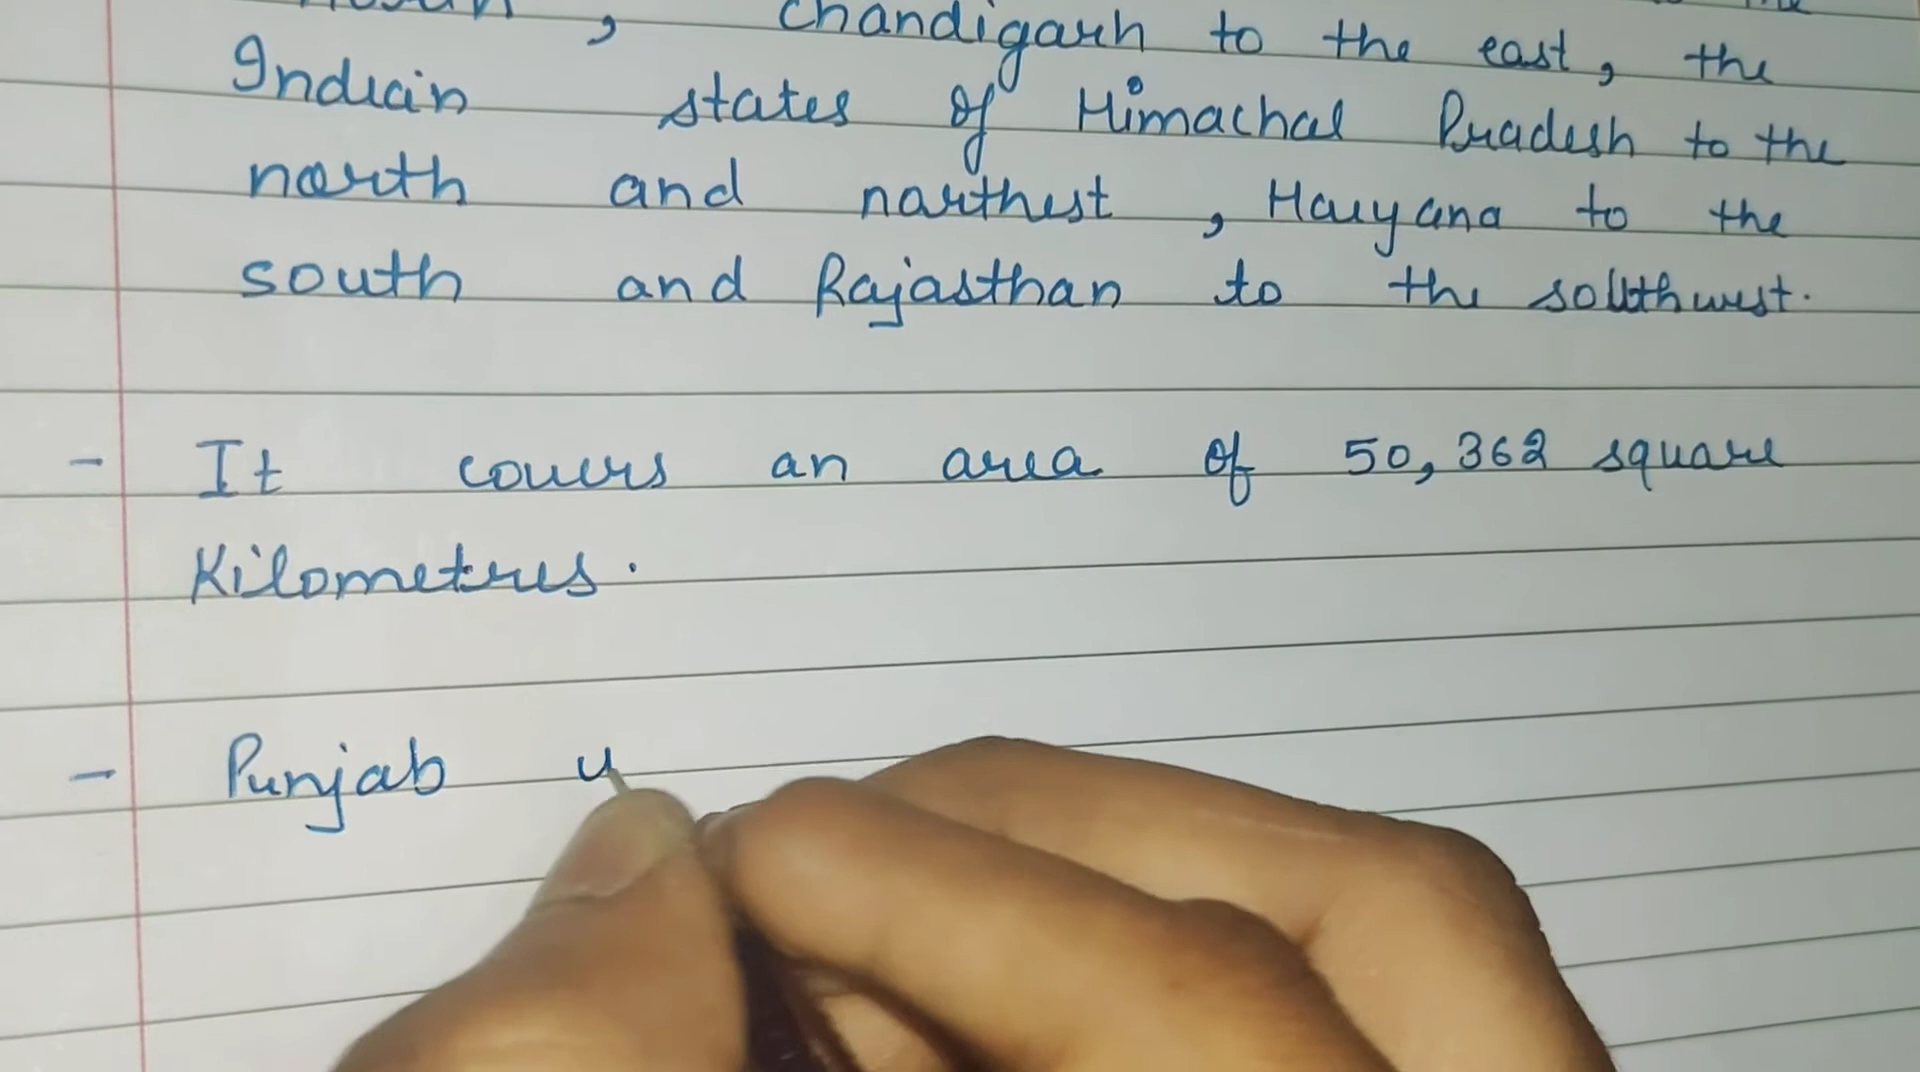 , Chandigarh to the east, the
Indian states of Himachal Pradesh to the
north and northest, Haryana to the
south and Rajasthan to the southwest.
- It covers an area of 50,362 square
Kilometres.
- Punjab